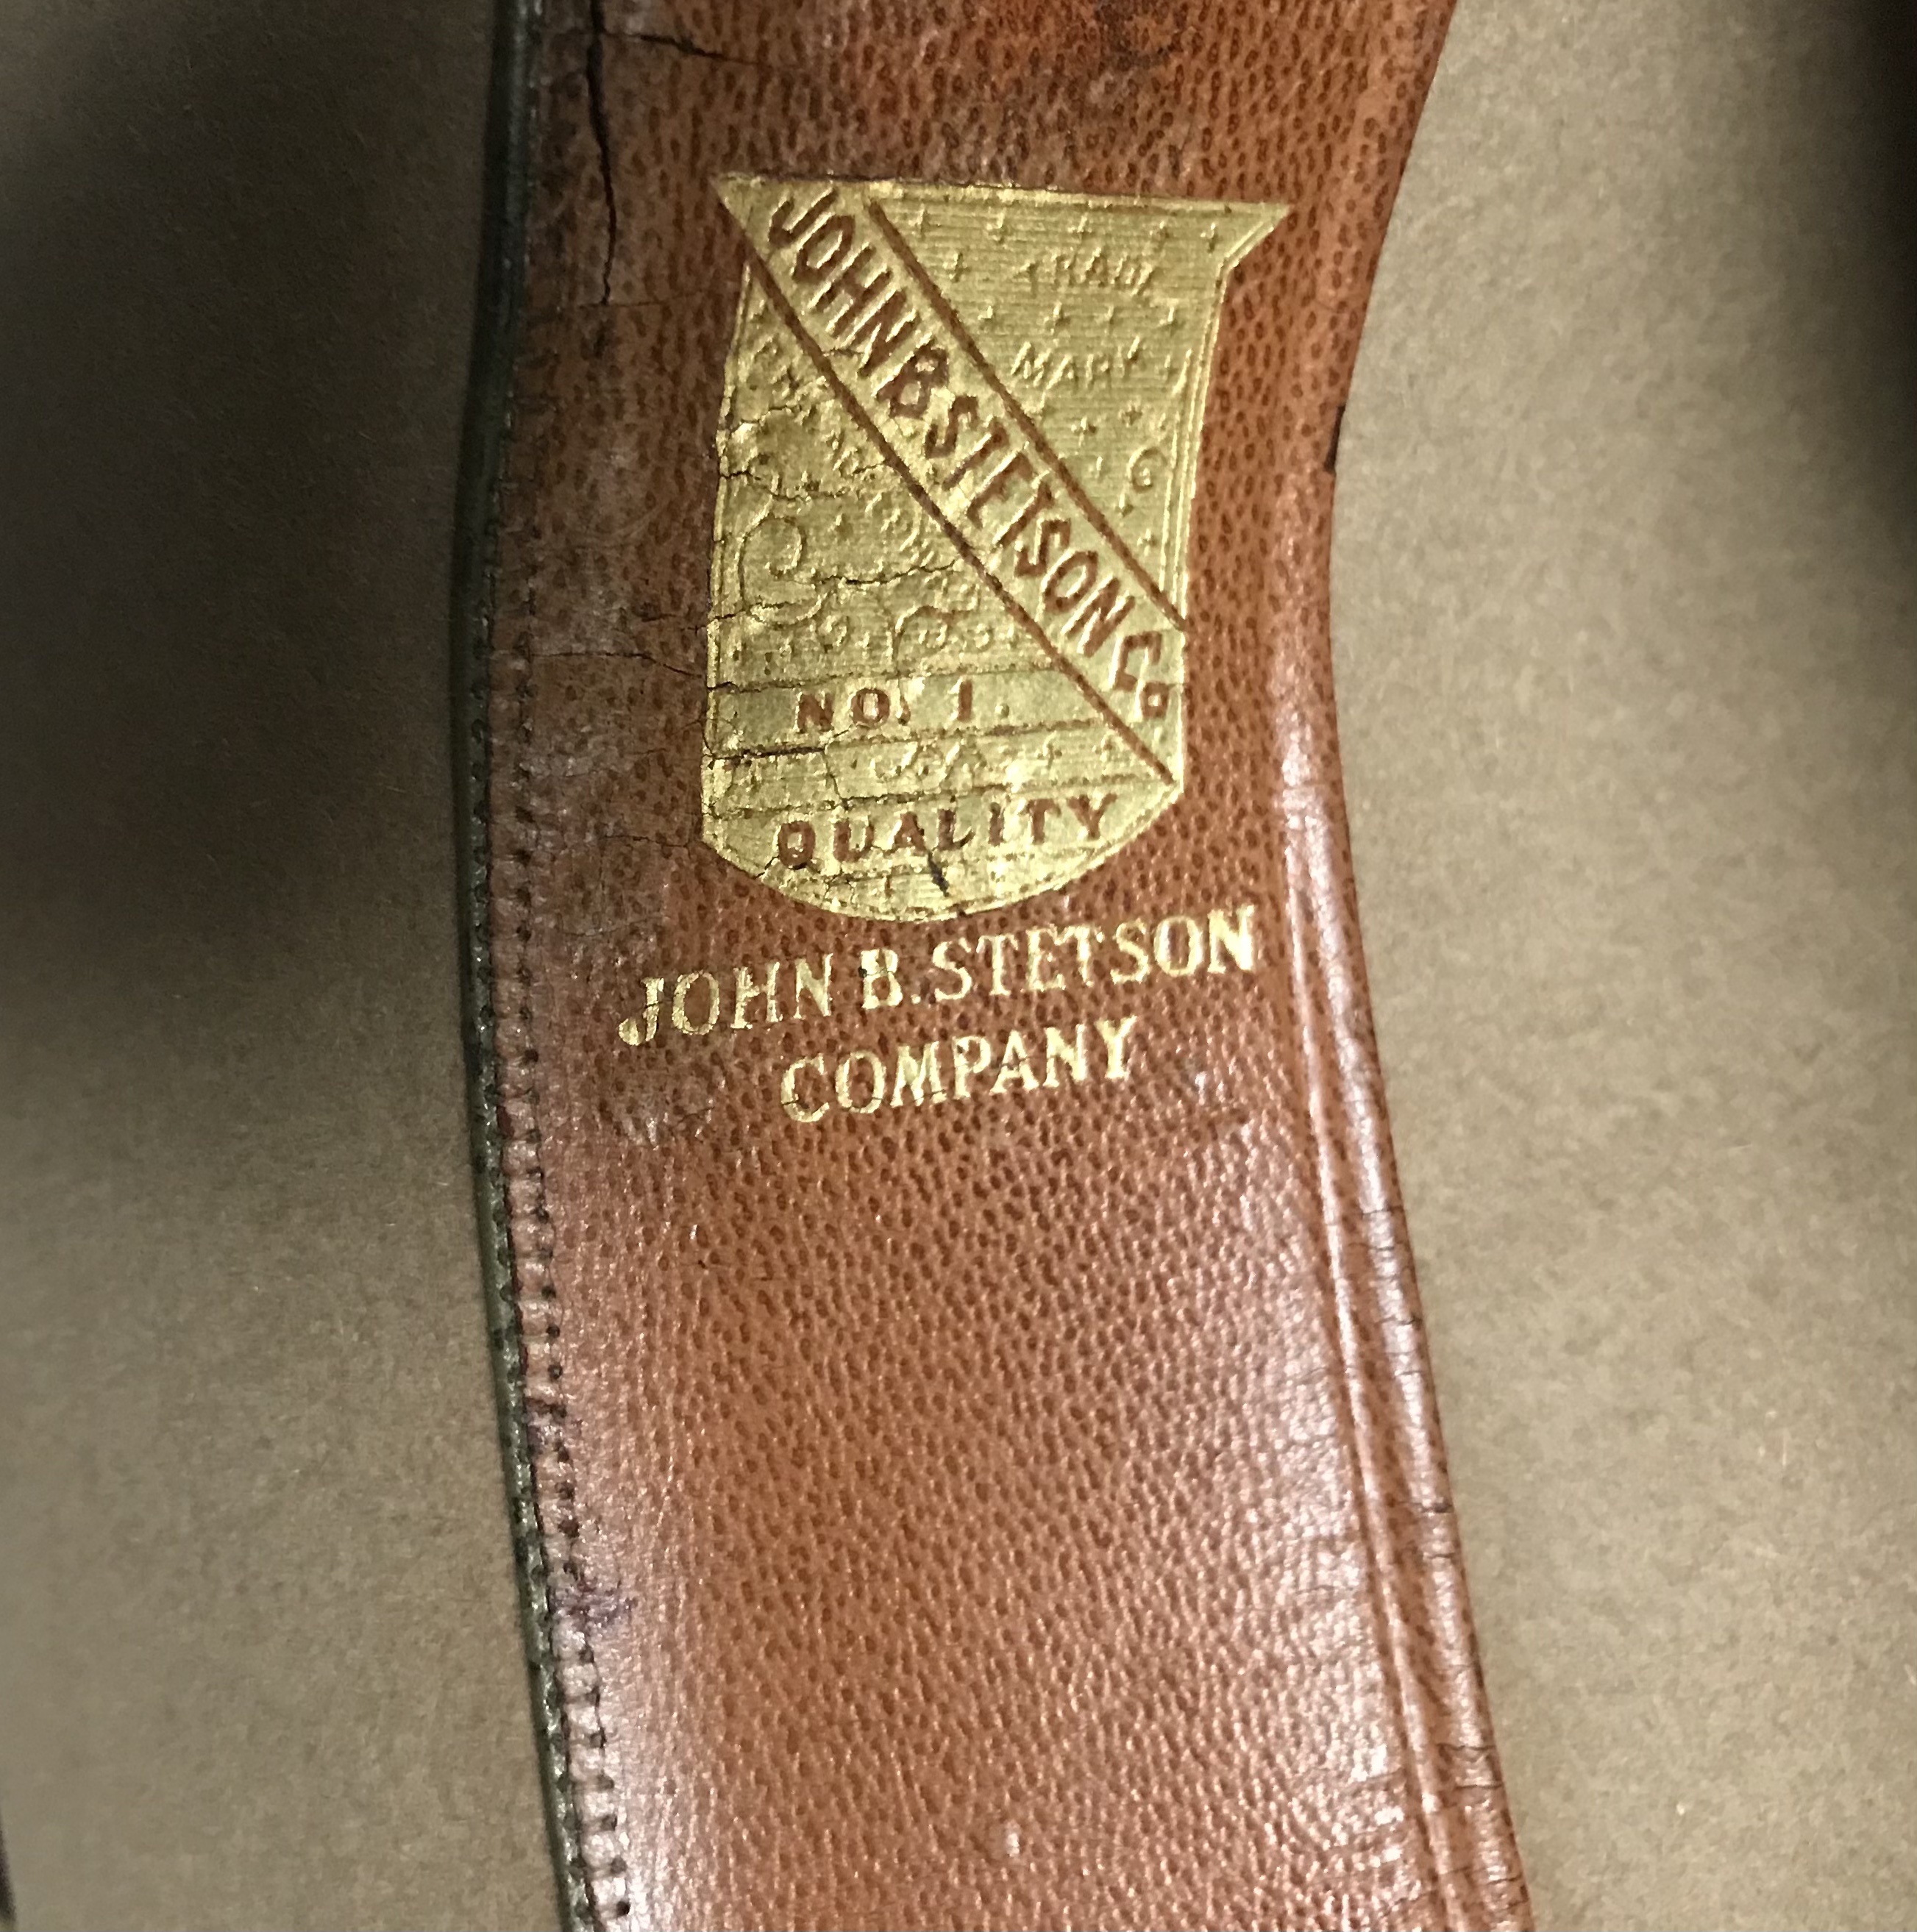 JOHN B STETSON Co
TRADE
MARK
NO. 1.
QUALITY
JOHN B. STETSON
COMPANY